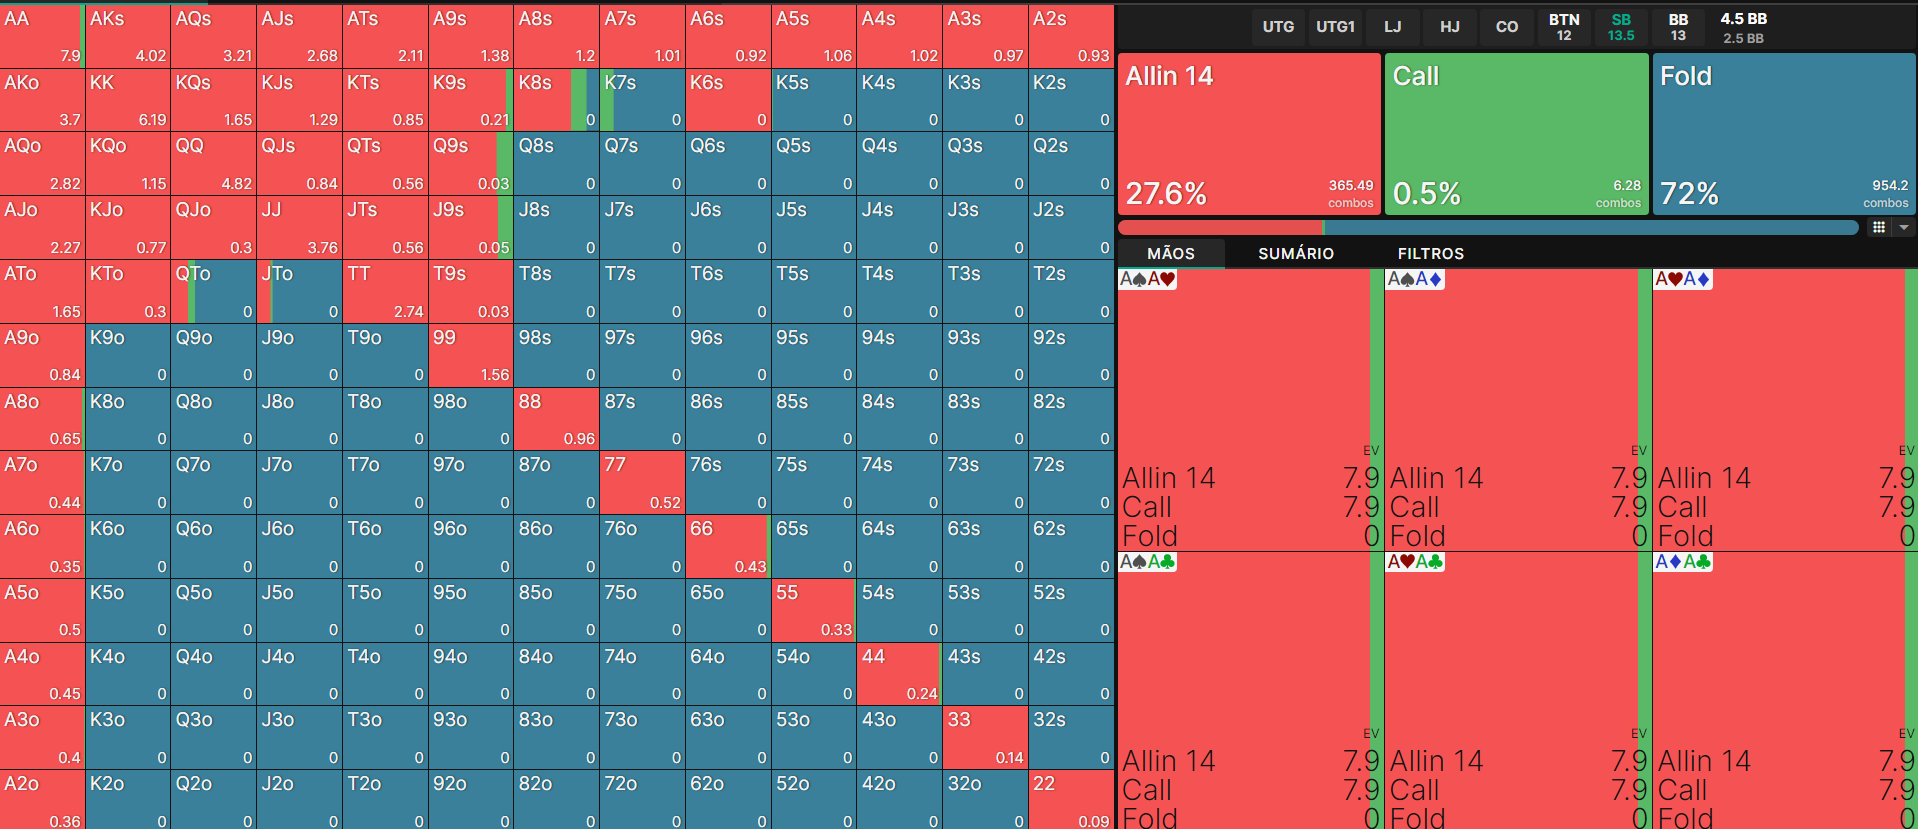 UTG UTG1 LJ HJ CO BTN SB BB 4.5 BB
12 13.5 13 2.5 BB
AA AKs AQs AJs ATs A9s A8s A7s A6s A5s A4s A3s A2s
7.9 4.02 3.21 2.68 2.11 1.38 1.2 1.01 0.92 1.06 1.02 0.97 0.93
AKo KK KQs KJs KTs K9s K8s K7s K6s K5s K4s K3s K2s
3.7 6.19 1.65 1.29 0.85 0.21 0 0 0 0 0 0
AQo KQo QQ QJs QTs Q9s Q8s Q7s Q6s Q5s Q4s Q3s Q2s
2.82 1.15 4.82 0.84 0.56 0.03 0 0 0 0 0 0 0
AJo KJo QJo JJ JTs J9s J8s J7s J6s J5s J4s J3s J2s
2.27 0.77 0.3 3.76 0.56 0.05 0 0 0 0 0 0 0
ATo KTo QTo JTo TT T9s T8s T7s T6s T5s T4s T3s T2s
1.65 0.3 0 0 2.74 0.03 0 0 0 0 0 0 0
A9o K9o Q9o J9o T9o 99 98s 97s 96s 95s 94s 93s 92s
0.84 0 0 0 0 1.56 0 0 0 0 0 0 0
A8o K8o Q8o J8o T8o 98o 88 87s 86s 85s 84s 83s 82s
0.65 0 0 0 0 0 0.96 0 0 0 0 0 0
A7o K7o Q7o J7o T7o 97o 87o 77 76s 75s 74s 73s 72s
0.44 0 0 0 0 0 0 0.52 0 0 0 0 0
A6o K6o Q6o J6o T6o 96o 86o 76o 66 65s 64s 63s 62s
0.35 0 0 0 0 0 0 0 0.43 0 0 0 0
A5o K5o Q5o J5o T5o 95o 85o 75o 65o 55 54s 53s 52s
0.5 0 0 0 0 0 0 0 0 0.33 0 0 0
A4o K4o Q4o J4o T4o 94o 84o 74o 64o 54o 44 43s 42s
0.45 0 0 0 0 0 0 0 0 0 0.24 0 0
A3o K3o Q3o J3o T3o 93o 83o 73o 63o 53o 43o 33 32s
0.4 0 0 0 0 0 0 0 0 0 0 0.14 0
A2o K2o Q2o J2o T2o 92o 82o 72o 62o 52o 42o 32o 22
0.36 0 0 0 0 0 0 0 0 0 0 0 0.09
Allin 14 Call Fold
27.6% 365.49 combos 0.5% 6.28 combos 72% 954.2 combos
MÃOS SUMÁRIO FILTROS
A♠A♥ A♠A♦ A♥A♦
EV EV EV
Allin 14 7.9 Allin 14 7.9 Allin 14 7.9
Call 7.9 Call 7.9 Call 7.9
Fold 0 Fold 0 Fold 0
A♠A♣ A♥A♣ A♦A♣
EV EV EV
Allin 14 7.9 Allin 14 7.9 Allin 14 7.9
Call 7.9 Call 7.9 Call 7.9
Fold 0 Fold 0 Fold 0